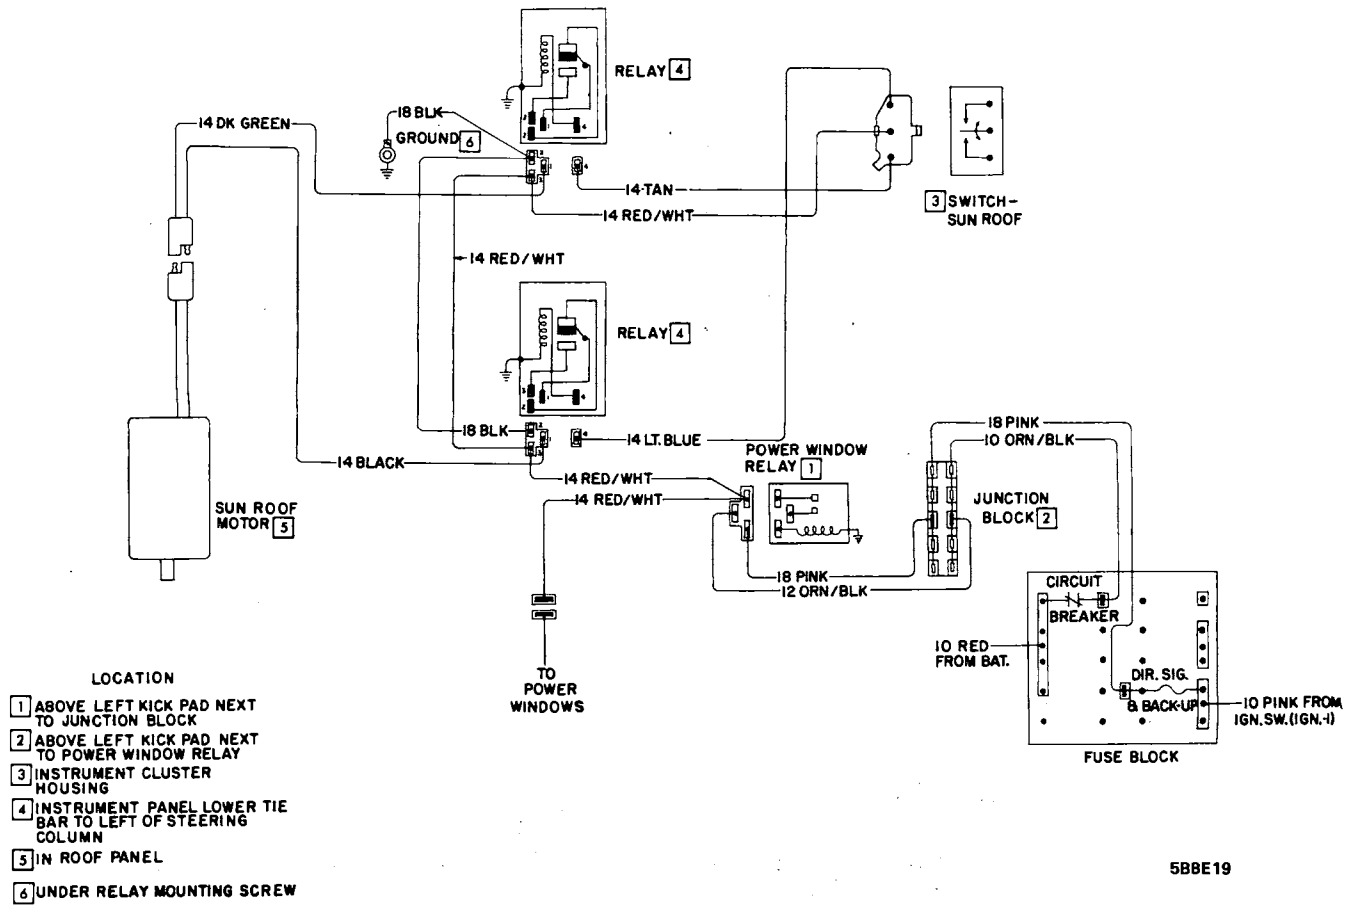 RELAY 4
18 BLK
GROUND 6
14 DK GREEN
14 TAN
14 RED/WHT
3 SWITCH-
SUN ROOF
14 RED/WHT
RELAY 4
18 BLK
14 LT. BLUE
14 BLACK
POWER WINDOW
RELAY 1
14 RED/WHT
14 RED/WHT
18 PINK
10 ORN/BLK
JUNCTION
BLOCK 2
SUN ROOF
MOTOR 5
18 PINK
12 ORN/BLK
CIRCUIT
BREAKER
10 RED
FROM BAT.
DIR. SIG.
& BACK-UP
10 PINK FROM
IGN. SW. (IGN.-1)
FUSE BLOCK
TO
POWER
WINDOWS
LOCATION
1 ABOVE LEFT KICK PAD NEXT
TO JUNCTION BLOCK
2 ABOVE LEFT KICK PAD NEXT
TO POWER WINDOW RELAY
3 INSTRUMENT CLUSTER
HOUSING
4 INSTRUMENT PANEL LOWER TIE
BAR TO LEFT OF STEERING
COLUMN
5 IN ROOF PANEL
6 UNDER RELAY MOUNTING SCREW
5BBE19